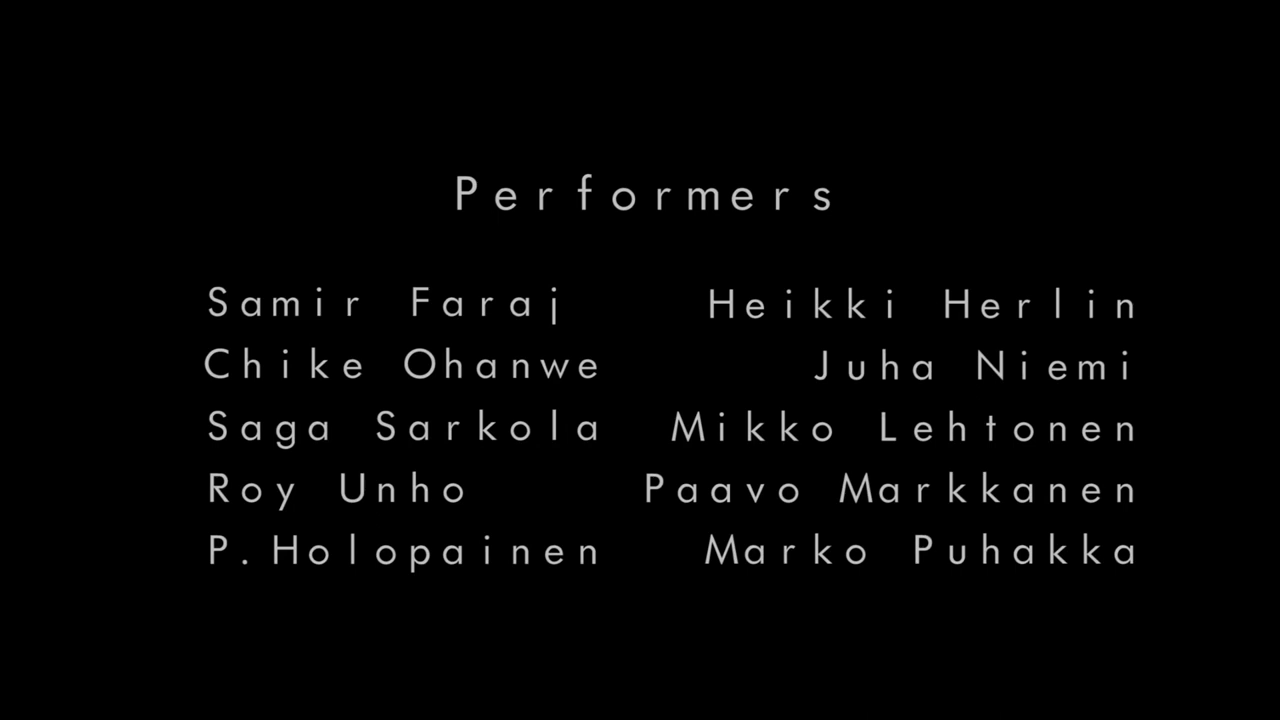 Performers
Samir Faraj Heikki Herlin
Chike Ohanwe Juha Niemi
Saga Sarkola Mikko Lehtonen
Roy Unho Paavo Markkanen
P. Holopainen Marko Puhakka